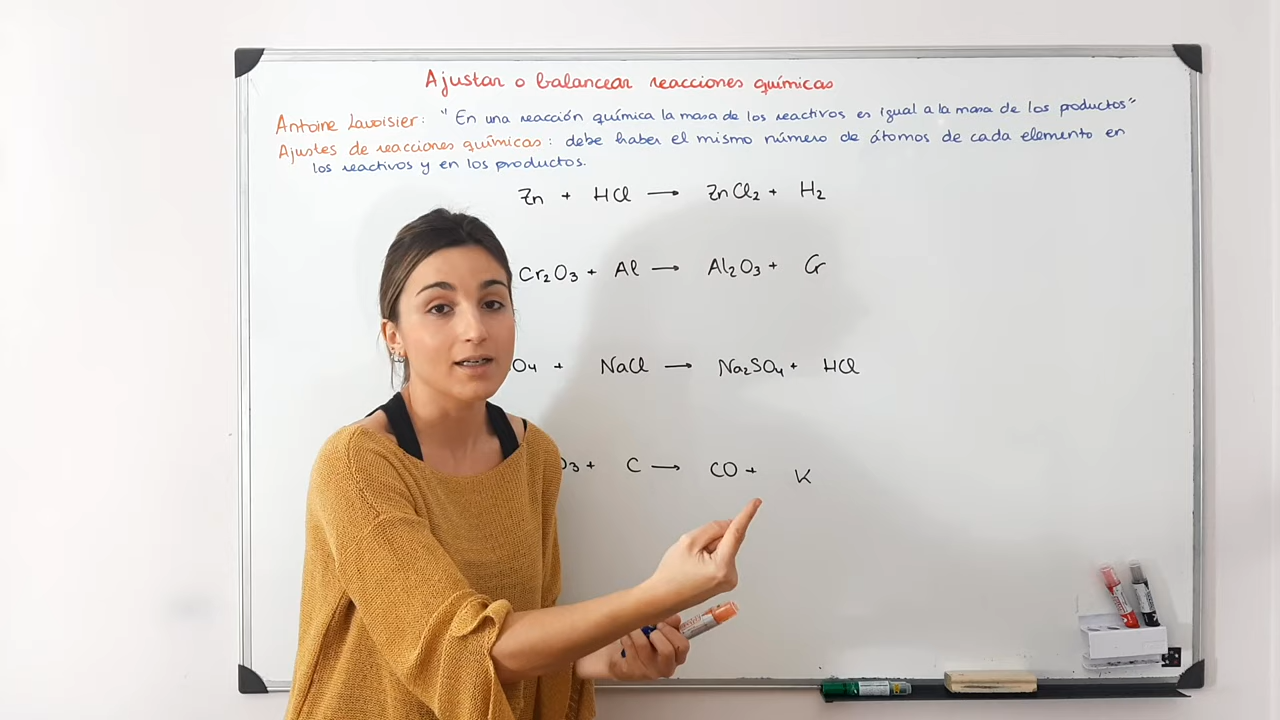 Ajustar o balancear reacciones químicas
Antoine Lavoisier: "En una reacción química la masa de los reactivos es igual a la masa de los productos"
Ajustes de reacciones químicas: debe haber el mismo número de átomos de cada elemento en
los reactivos y en los productos.
Zn + HCl → ZnCl₂ + H₂
Cr₂O₃ + Al → Al₂O₃ + Cr
O₄ + NaCl → Na₂SO₄ + HCl
O₃ + C → CO + K